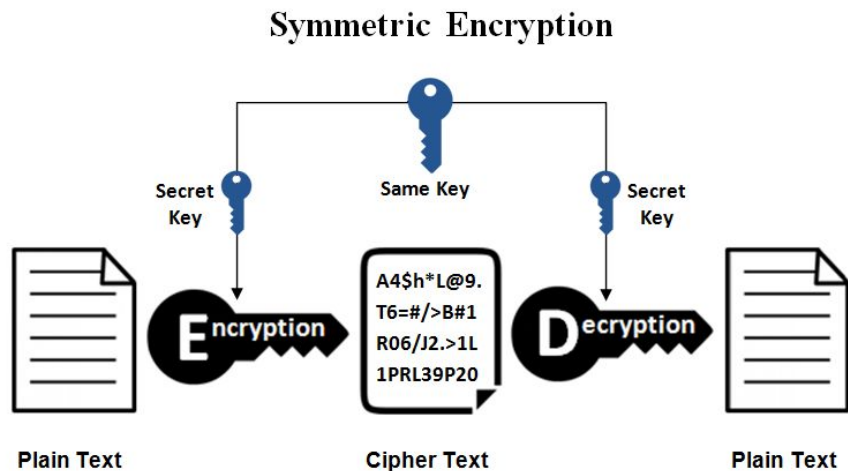 Symmetric Encryption
Same Key
Secret
Key
Secret
Key
Encryption
A4$h*L@9.
T6=#/>B#1
R06/J2.>1L
1PRL39P20
Decryption
Plain Text
Cipher Text
Plain Text